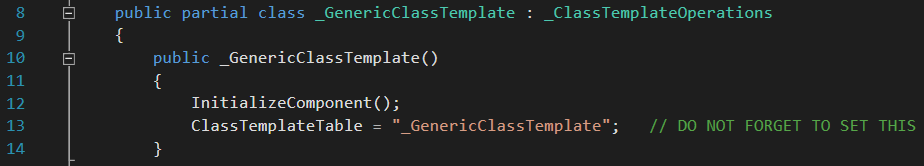 8 public partial class _GenericClassTemplate : _ClassTemplateOperations
9 {
10 public _GenericClassTemplate()
11 {
12 InitializeComponent();
13 ClassTemplateTable = "_GenericClassTemplate"; // DO NOT FORGET TO SET THIS
14 }